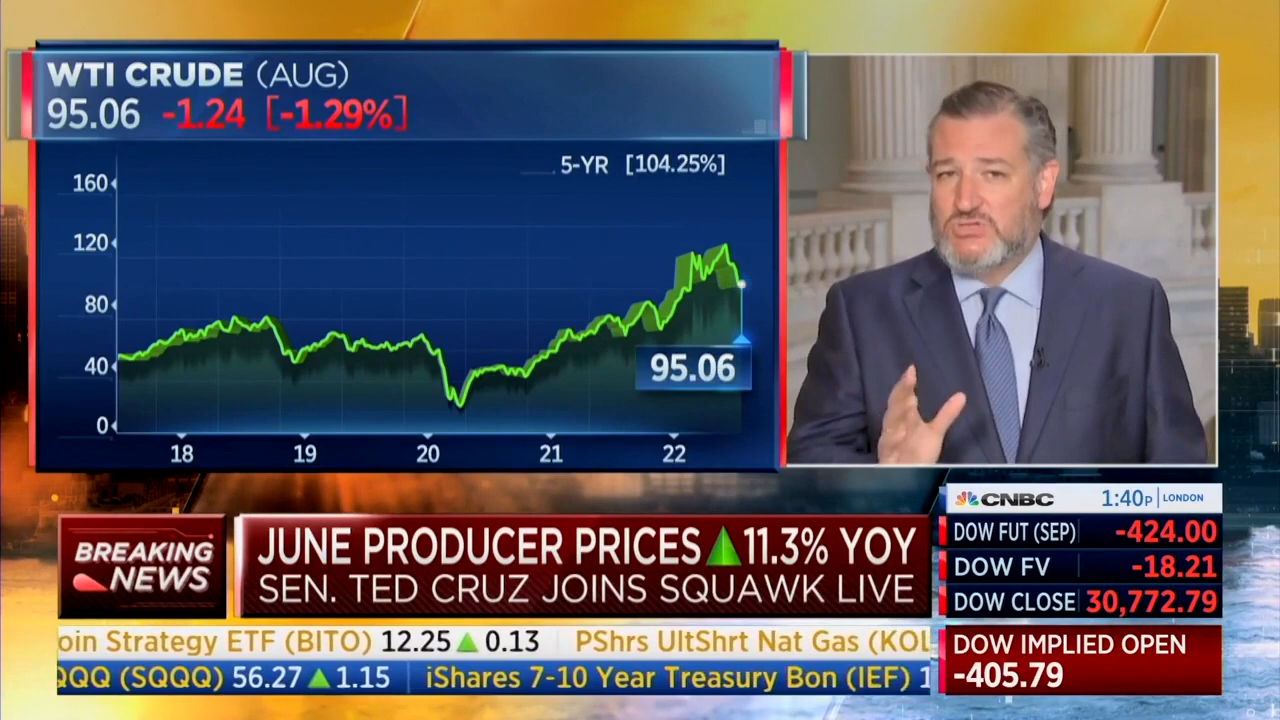 WTI CRUDE (AUG)
95.06 -1.24 [-1.29%]
5-YR [104.25%]
160
120
80
40
0
95.06
18 19 20 21 22
CNBC 1:40P LONDON
DOW FUT (SEP) -424.00
DOW FV -18.21
DOW CLOSE 30,772.79
DOW IMPLIED OPEN
-405.79
BREAKING
NEWS
JUNE PRODUCER PRICES ▲ 11.3% YOY
SEN. TED CRUZ JOINS SQUAWK LIVE
oin Strategy ETF (BITO) 12.25 ▲ 0.13 PShrs UltShrt Nat Gas (KOL
QQQ (SQQQ) 56.27 ▲ 1.15 iShares 7-10 Year Treasury Bon (IEF) 1